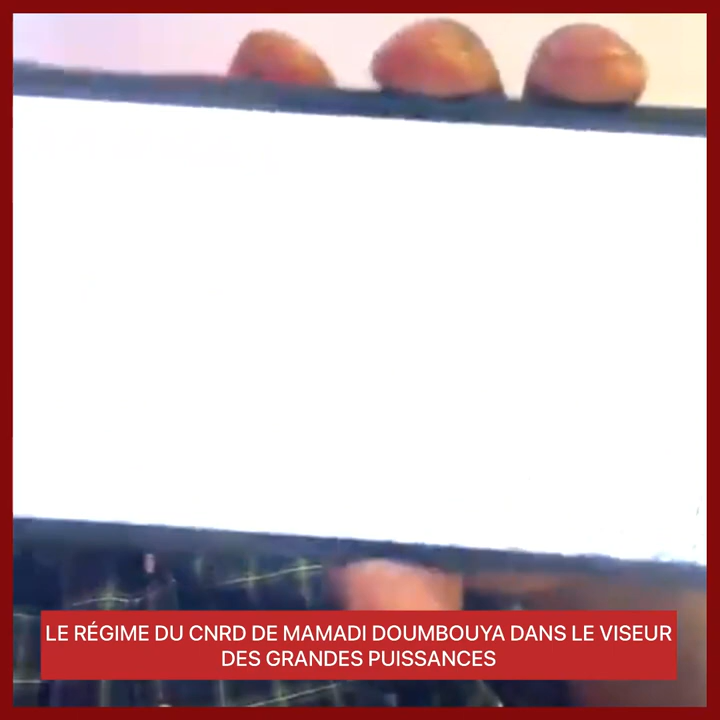 LE RÉGIME DU CNRD DE MAMADI DOUMBOUYA DANS LE VISEUR
DES GRANDES PUISSANCES